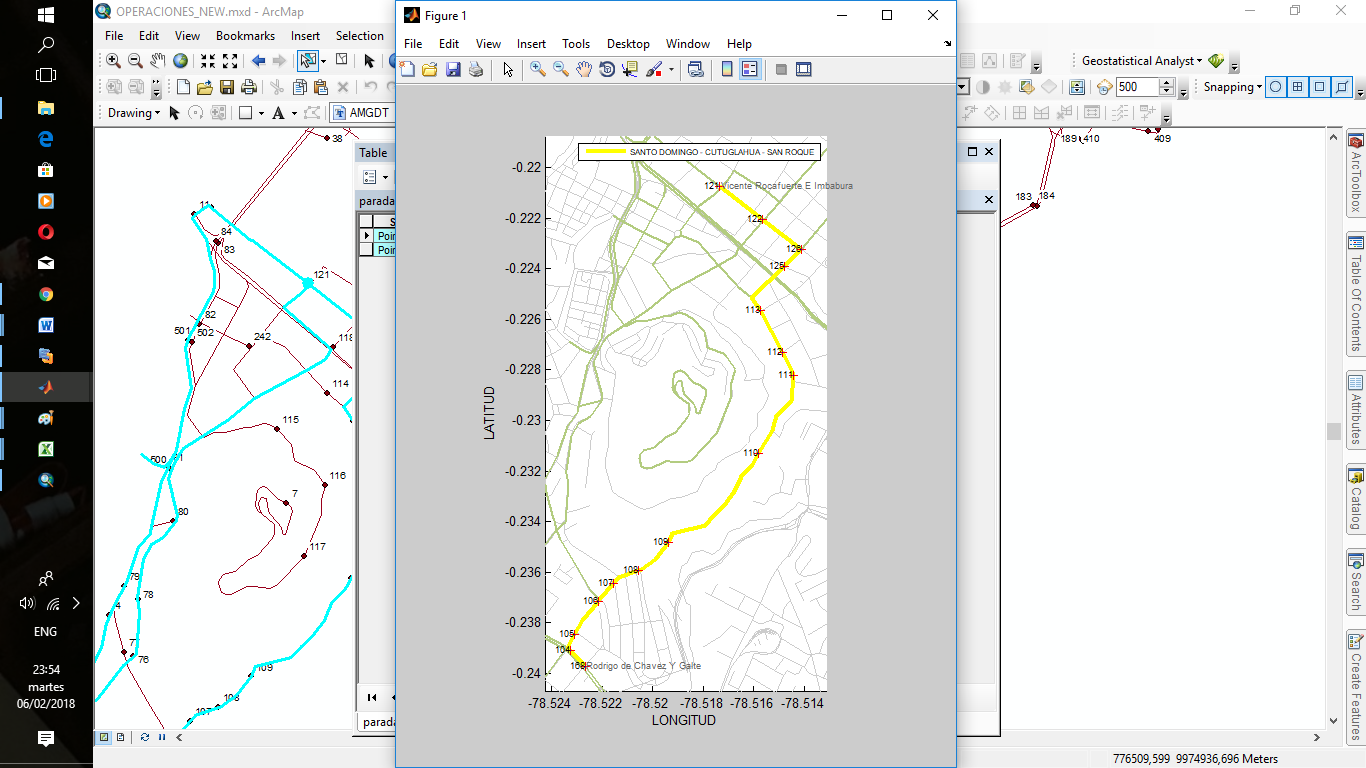 OPERACIONES_NEW.mxd - ArcMap
File Edit View Bookmarks Insert Selection
Drawing
AMGDT
Figure 1
File Edit View Insert Tools Desktop Window Help
Geostatistical Analyst
500
Snapping
Table
parada
Poin
Poin
parada
38
11
84
83
121
82
501
502
242
118
114
115
116
7
500
80
117
79
78
4
76
109
108
107
189
410
409
183
184
SANTO DOMINGO - CUTUGLAHUA - SAN ROQUE
121
Vicente Rocafuerte E Imbabura
122
125
113
112
111
110
109
108
107
106
105
104
Rodrigo de Chavez Y Galte
LATITUD
-0.22
-0.222
-0.224
-0.226
-0.228
-0.23
-0.232
-0.234
-0.236
-0.238
-0.24
-78.524 -78.522 -78.52 -78.518 -78.516 -78.514
LONGITUD
ArcToolbox
Table Of Contents
Attributes
Catalog
Search
Create Features
ENG
23:54
martes
06/02/2018
776509,599 9974936,696 Meters